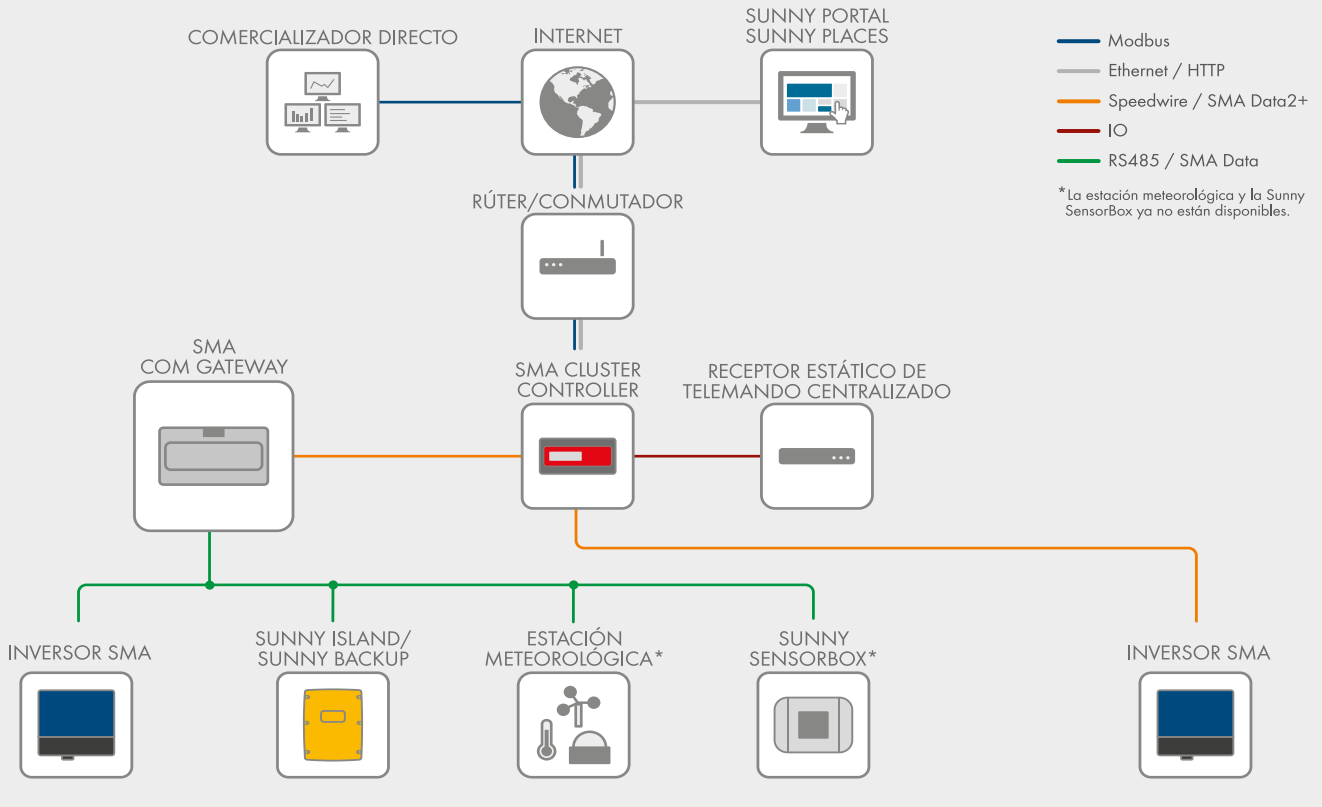 COMERCIALIZADOR DIRECTO
INTERNET
SUNNY PORTAL
SUNNY PLACES
Modbus
Ethernet / HTTP
Speedwire / SMA Data2+
IO
RS485 / SMA Data
*La estación meteorológica y la Sunny
SensorBox ya no están disponibles.
RÚTER/CONMUTADOR
SMA
COM GATEWAY
SMA CLUSTER
CONTROLLER
RECEPTOR ESTÁTICO DE
TELEMANDO CENTRALIZADO
INVERSOR SMA
SUNNY ISLAND/
SUNNY BACKUP
ESTACIÓN
METEOROLÓGICA*
SUNNY
SENSORBOX*
INVERSOR SMA